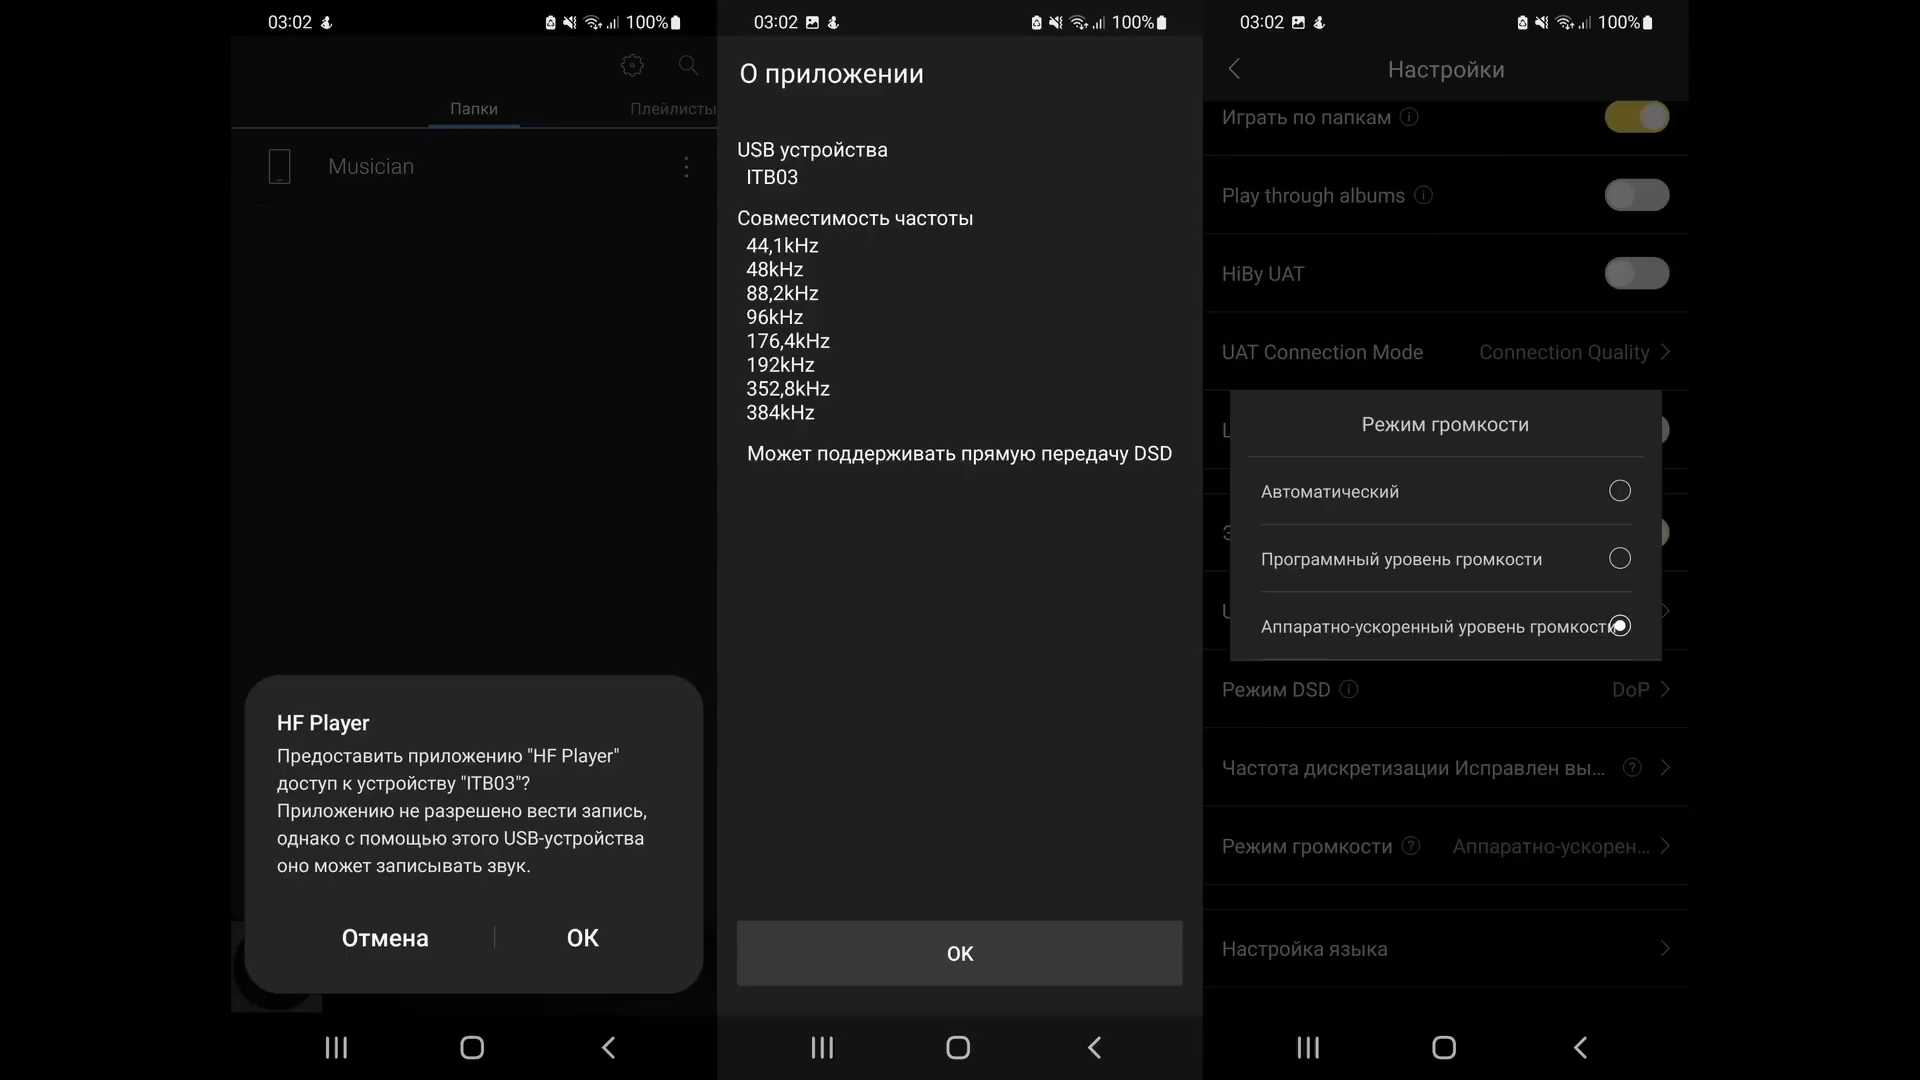 03:02
100%
Папки
Плейлисты
Musician
HF Player
Предоставить приложению "HF Player"
доступ к устройству "ITB03"?
Приложению не разрешено вести запись,
однако с помощью этого USB-устройства
оно может записывать звук.
Отмена
ОК
03:02
100%
О приложении
USB устройства
ITB03
Совместимость частоты
44,1kHz
48kHz
88,2kHz
96kHz
176,4kHz
192kHz
352,8kHz
384kHz
Может поддерживать прямую передачу DSD
OK
03:02
100%
Настройки
Играть по папкам
Play through albums
HiBy UAT
UAT Connection Mode Connection Quality
Режим громкости
Автоматический
Программный уровень громкости
Аппаратно-ускоренный уровень громкости
Режим DSD DoP
Частота дискретизации Исправлен вы...
Режим громкости Аппаратно-ускорен...
Настройка языка